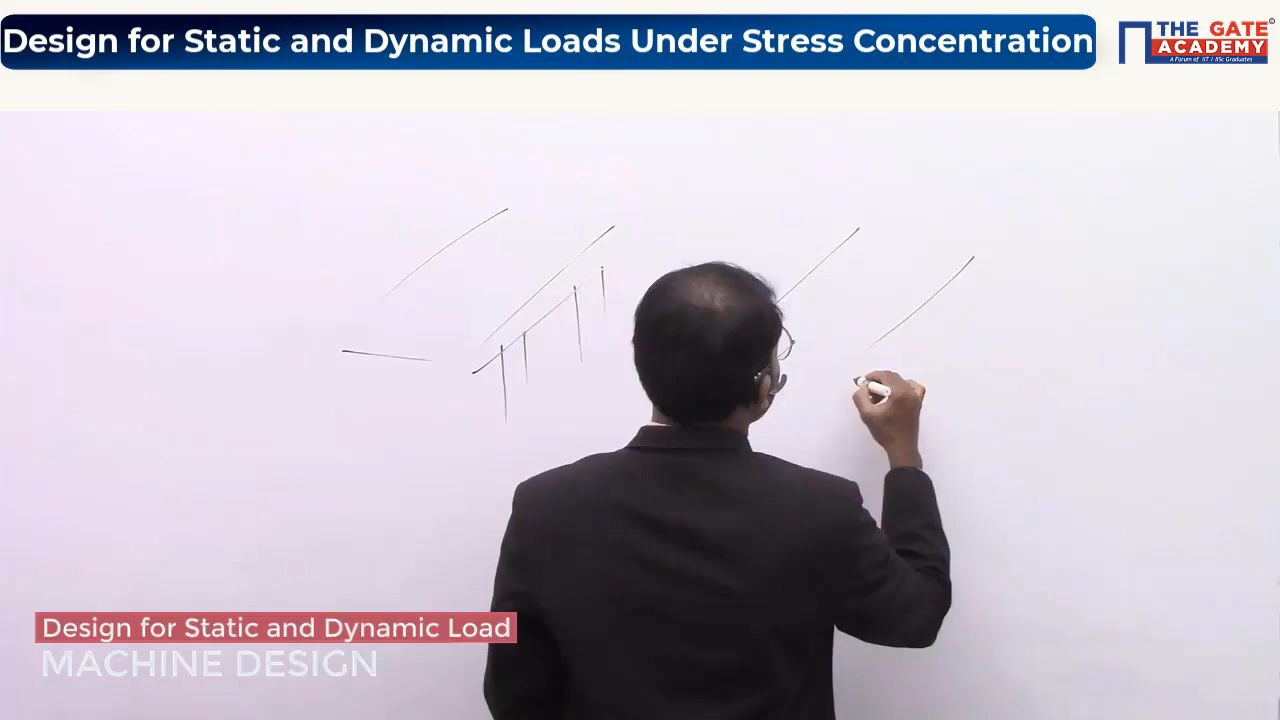 Design for Static and Dynamic Loads Under Stress Concentration
THE GATE
ACADEMY
A Forum of IIT / IISc Graduates
Design for Static and Dynamic Load
MACHINE DESIGN